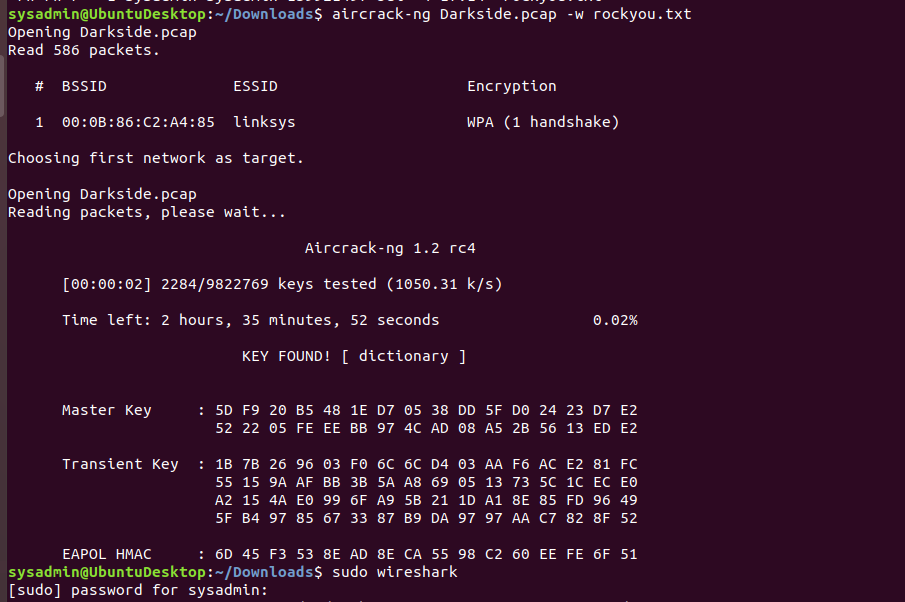 sysadmin@UbuntuDesktop:~/Downloads$ aircrack-ng Darkside.pcap -w rockyou.txt
Opening Darkside.pcap
Read 586 packets.
# BSSID ESSID Encryption
1 00:0B:86:C2:A4:85 linksys WPA (1 handshake)
Choosing first network as target.
Opening Darkside.pcap
Reading packets, please wait...
Aircrack-ng 1.2 rc4
[00:00:02] 2284/9822769 keys tested (1050.31 k/s)
Time left: 2 hours, 35 minutes, 52 seconds 0.02%
KEY FOUND! [ dictionary ]
Master Key : 5D F9 20 B5 48 1E D7 05 38 DD 5F D0 24 23 D7 E2
52 22 05 FE EE BB 97 4C AD 08 A5 2B 56 13 ED E2
Transient Key : 1B 7B 26 96 03 F0 6C 6C D4 03 AA F6 AC E2 81 FC
55 15 9A AF BB 3B 5A A8 69 05 13 73 5C 1C EC E0
A2 15 4A E0 99 6F A9 5B 21 1D A1 8E 85 FD 96 49
5F B4 97 85 67 33 87 B9 DA 97 97 AA C7 82 8F 52
EAPOL HMAC : 6D 45 F3 53 8E AD 8E CA 55 98 C2 60 EE FE 6F 51
sysadmin@UbuntuDesktop:~/Downloads$ sudo wireshark
[sudo] password for sysadmin: